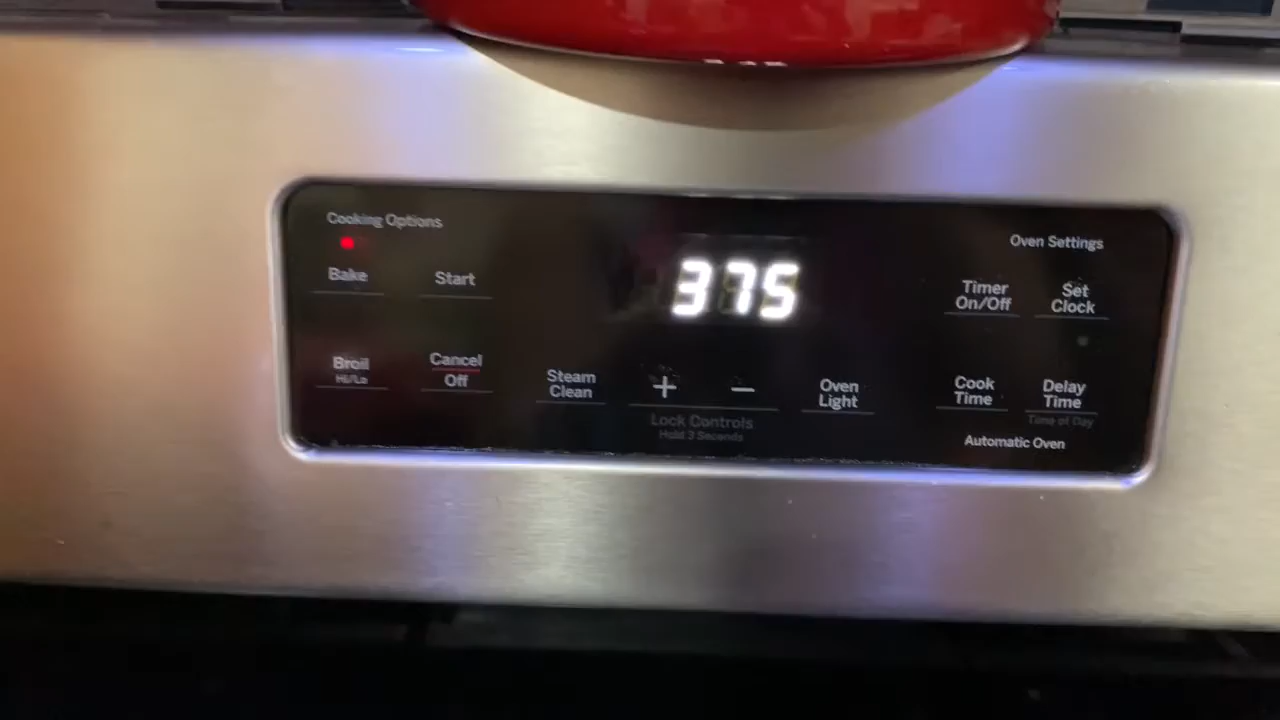 Cooking Options
Bake
Start
Broil
Hi/Lo
Cancel
Off
375
Steam
Clean
+ −
Lock Controls
Hold 3 Seconds
Oven
Light
Oven Settings
Timer
On/Off
Set
Clock
Cook
Time
Delay
Time
Time of Day
Automatic Oven